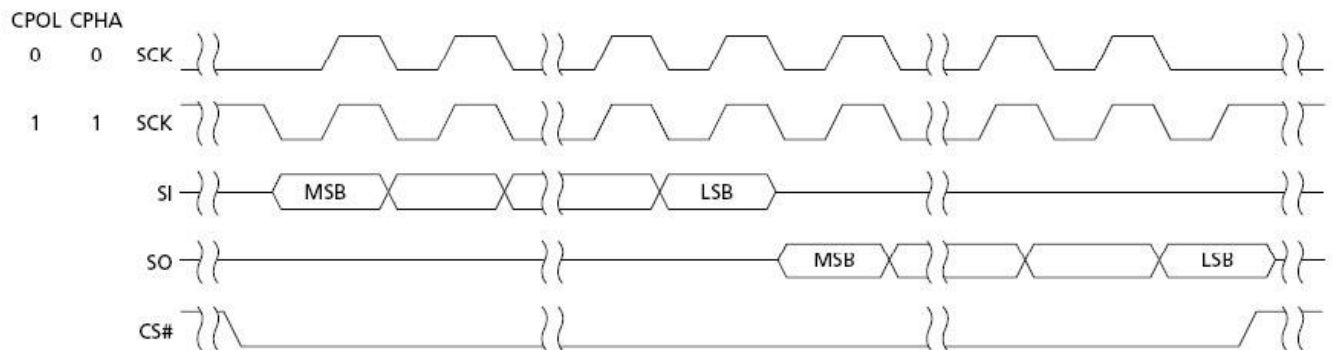 CPOL CPHA
0 0 SCK
1 1 SCK
SI MSB LSB
SO MSB LSB
CS#